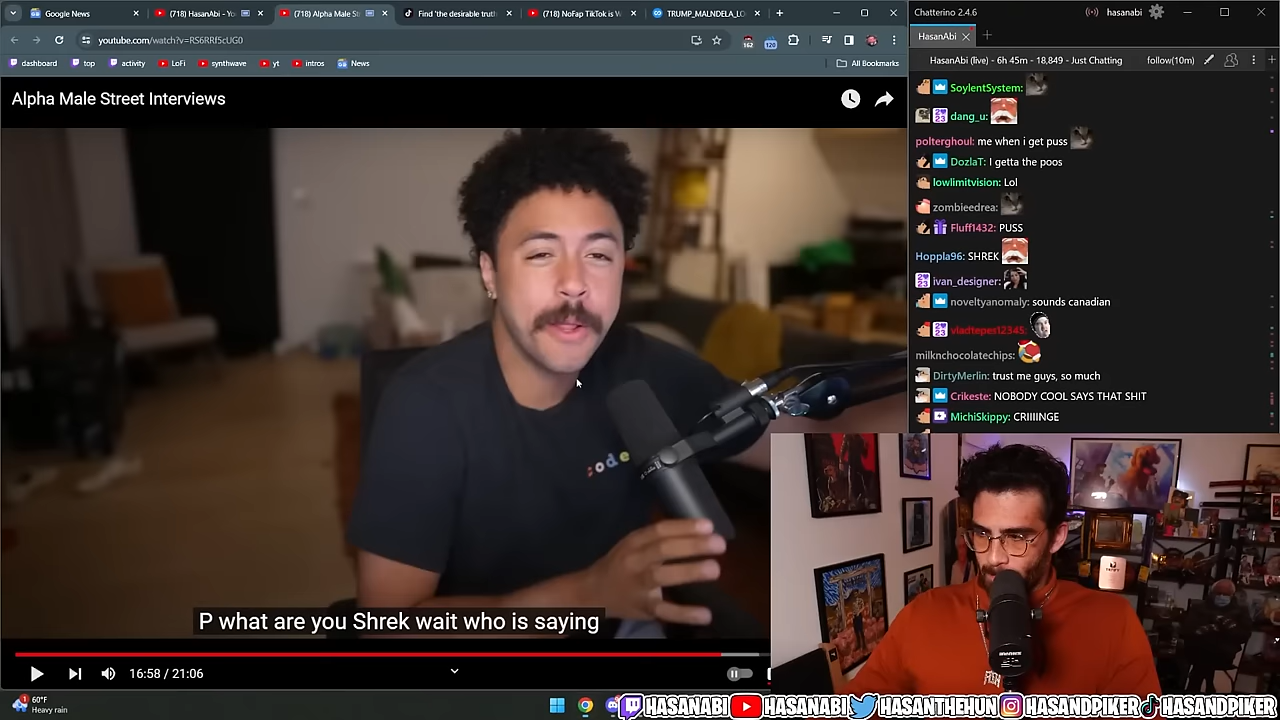 Google News
(718) HasanAbi - Yo
(718) Alpha Male St
Find 'the desirable truth
(718) NoFap TikTok is V
TRUMP_MALNDELA_LO
youtube.com/watch?v=RS6RRf5cUG0
162
120
dashboard
top
activity
LoFi
synthwave
yt
intros
News
All Bookmarks
Alpha Male Street Interviews
P what are you Shrek wait who is saying
16:58 / 21:06
Chatterino 2.4.6
hasanabi
HasanAbi
HasanAbi (live) - 6h 45m - 18,849 - Just Chatting
follow(10m)
SoylentSystem:
dang_u:
polterghoul: me when i get puss
DozlaT: I getta the poos
lowlimitvision: Lol
zombieedrea:
Fluff1432: PUSS
Hoppla96: SHREK
ivan_designer:
noveltyanomaly: sounds canadian
vladtepes12345:
milknchocolatechips:
DirtyMerlin: trust me guys, so much
Crikeste: NOBODY COOL SAYS THAT SHIT
MichiSkippy: CRIIIINGE
60°F
Heavy rain
HASANABI
HASANABI
HASANTHEHUN
HASANDPIKER
HASANDPIKER